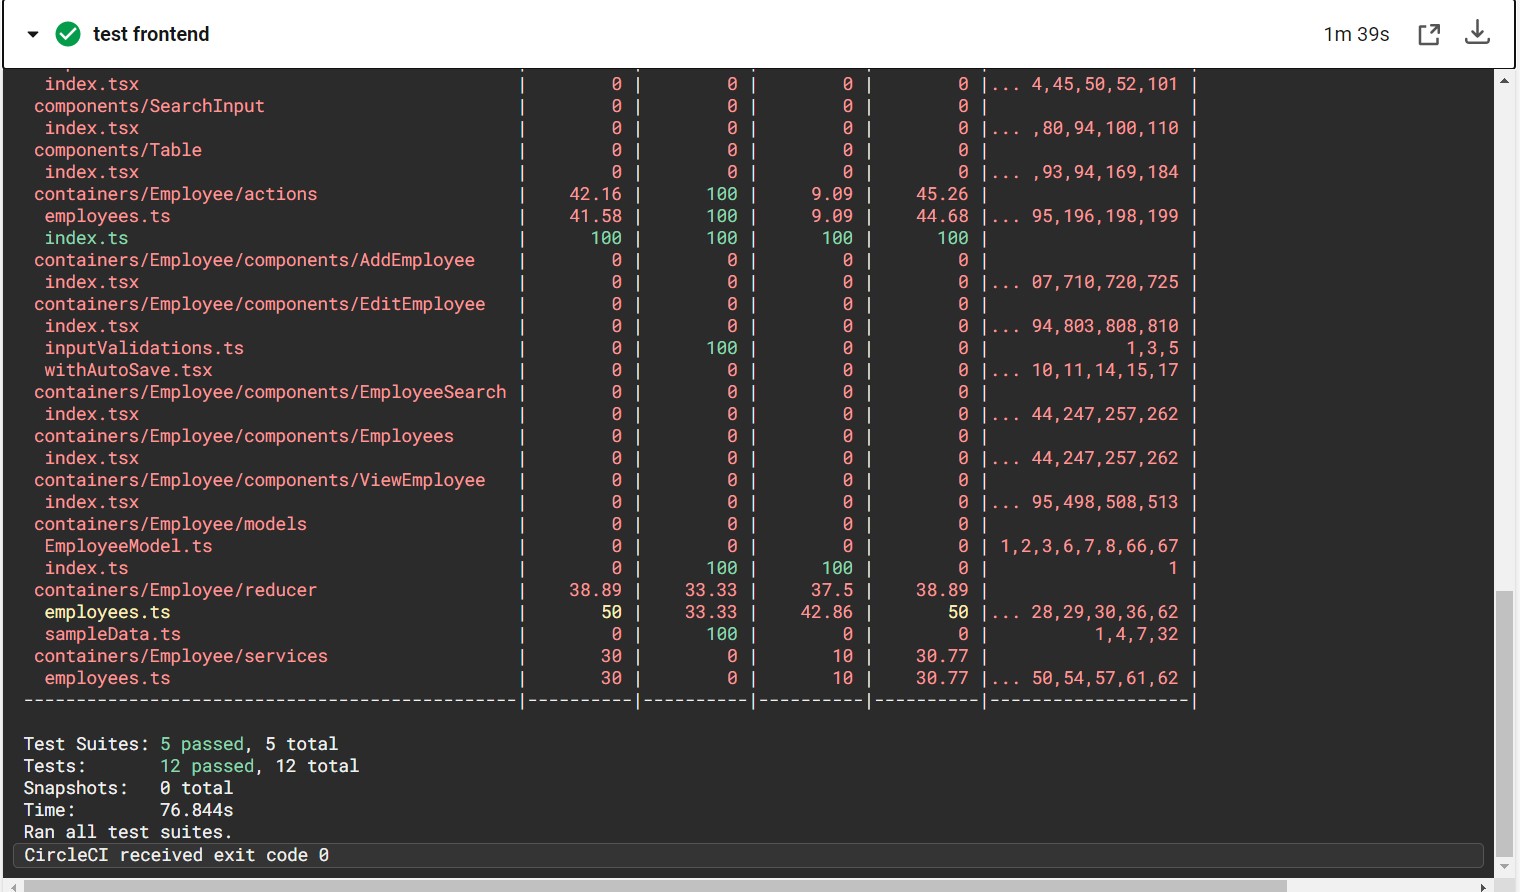 test frontend 1m 39s
index.tsx | 0 | 0 | 0 | 0 |... 4,45,50,52,101 |
components/SearchInput | 0 | 0 | 0 | 0 | |
index.tsx | 0 | 0 | 0 | 0 |... ,80,94,100,110 |
components/Table | 0 | 0 | 0 | 0 | |
index.tsx | 0 | 0 | 0 | 0 |... ,93,94,169,184 |
containers/Employee/actions | 42.16 | 100 | 9.09 | 45.26 | |
employees.ts | 41.58 | 100 | 9.09 | 44.68 |... 95,196,198,199 |
index.ts | 100 | 100 | 100 | 100 | |
containers/Employee/components/AddEmployee | 0 | 0 | 0 | 0 | |
index.tsx | 0 | 0 | 0 | 0 |... 07,710,720,725 |
containers/Employee/components/EditEmployee | 0 | 0 | 0 | 0 | |
index.tsx | 0 | 0 | 0 | 0 |... 94,803,808,810 |
inputValidations.ts | 0 | 100 | 0 | 0 | 1,3,5 |
withAutoSave.tsx | 0 | 0 | 0 | 0 |... 10,11,14,15,17 |
containers/Employee/components/EmployeeSearch | 0 | 0 | 0 | 0 | |
index.tsx | 0 | 0 | 0 | 0 |... 44,247,257,262 |
containers/Employee/components/Employees | 0 | 0 | 0 | 0 | |
index.tsx | 0 | 0 | 0 | 0 |... 44,247,257,262 |
containers/Employee/components/ViewEmployee | 0 | 0 | 0 | 0 | |
index.tsx | 0 | 0 | 0 | 0 |... 95,498,508,513 |
containers/Employee/models | 0 | 0 | 0 | 0 | |
EmployeeModel.ts | 0 | 0 | 0 | 0 | 1,2,3,6,7,8,66,67 |
index.ts | 0 | 100 | 100 | 0 | 1 |
containers/Employee/reducer | 38.89 | 33.33 | 37.5 | 38.89 | |
employees.ts | 50 | 33.33 | 42.86 | 50 |... 28,29,30,36,62 |
sampleData.ts | 0 | 100 | 0 | 0 | 1,4,7,32 |
containers/Employee/services | 30 | 0 | 10 | 30.77 | |
employees.ts | 30 | 0 | 10 | 30.77 |... 50,54,57,61,62 |
-----------------------------------------------|----------|----------|----------|----------|-------------------|
Test Suites: 5 passed, 5 total
Tests: 12 passed, 12 total
Snapshots: 0 total
Time: 76.844s
Ran all test suites.
CircleCI received exit code 0